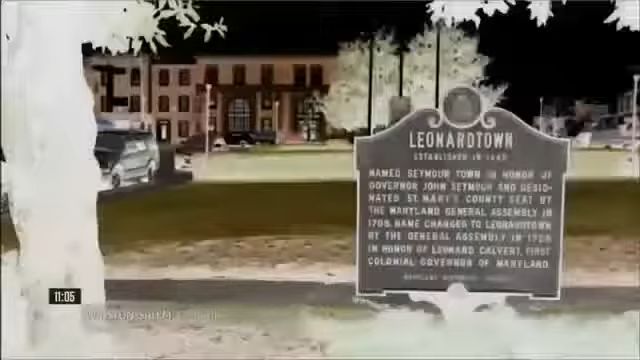 LEONARDTOWN
ESTABLISHED IN
NAMED SEYMOUR TOWN IN HONOR OF
GOVERNOR JOHN SEYMOUR AND DESIG-
NATED ST. MARY'S COUNTY SEAT BY
THE MARYLAND GENERAL ASSEMBLY IN
1708. NAME CHANGED TO LEONARDTOWN
BY THE GENERAL ASSEMBLY IN 1728
IN HONOR OF LEONARD CALVERT, FIRST
COLONIAL GOVERNOR OF MARYLAND.
11:05